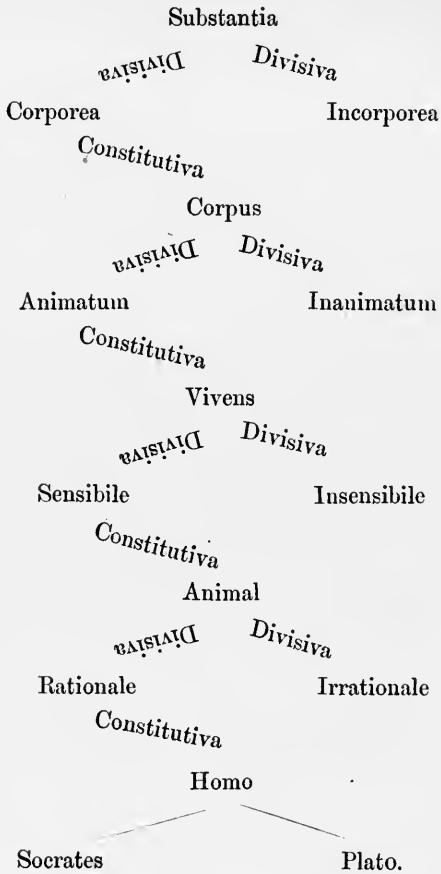 Substantia
Divisiva Divisiva
Corporea Incorporea
Constitutiva
Corpus
Divisiva Divisiva
Animatum Inanimatum
Constitutiva
Vivens
Divisiva Divisiva
Sensibile Insensibile
Constitutiva
Animal
Divisiva Divisiva
Rationale Irrationale
Constitutiva
Homo
Socrates Plato.